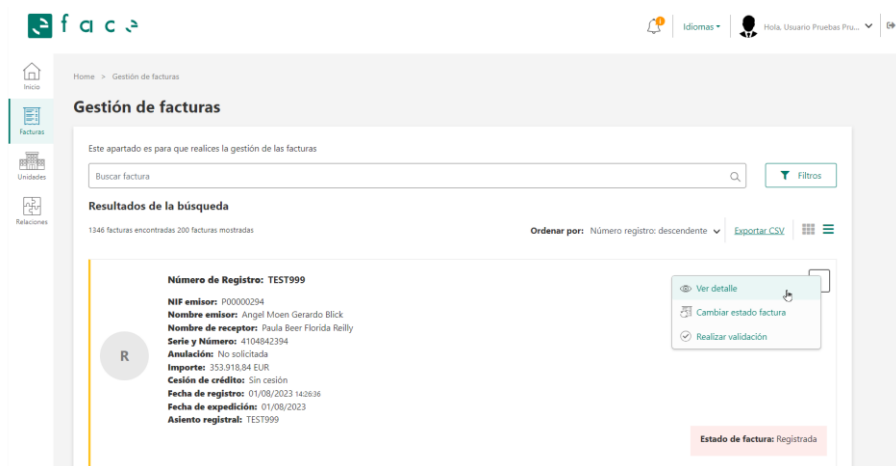 face
1
Idiomas
Hola, Usuario Pruebas Pru...
Inicio
Facturas
Unidades
Relaciones
Home > Gestión de facturas
Gestión de facturas
Este apartado es para que realices la gestión de las facturas
Buscar factura
Filtros
Resultados de la búsqueda
1346 facturas encontradas 200 facturas mostradas
Ordenar por: Número registro: descendente
Exportar CSV
R
Número de Registro: TEST999
NIF emisor: P00000294
Nombre emisor: Angel Moen Gerardo Blick
Nombre de receptor: Paula Beer Florida Reilly
Serie y Número: 4104842394
Anulación: No solicitada
Importe: 353.918,84 EUR
Cesión de crédito: Sin cesión
Fecha de registro: 01/08/2023 14:26:36
Fecha de expedición: 01/08/2023
Asiento registral: TEST999
Ver detalle
Cambiar estado factura
Realizar validación
Estado de factura: Registrada